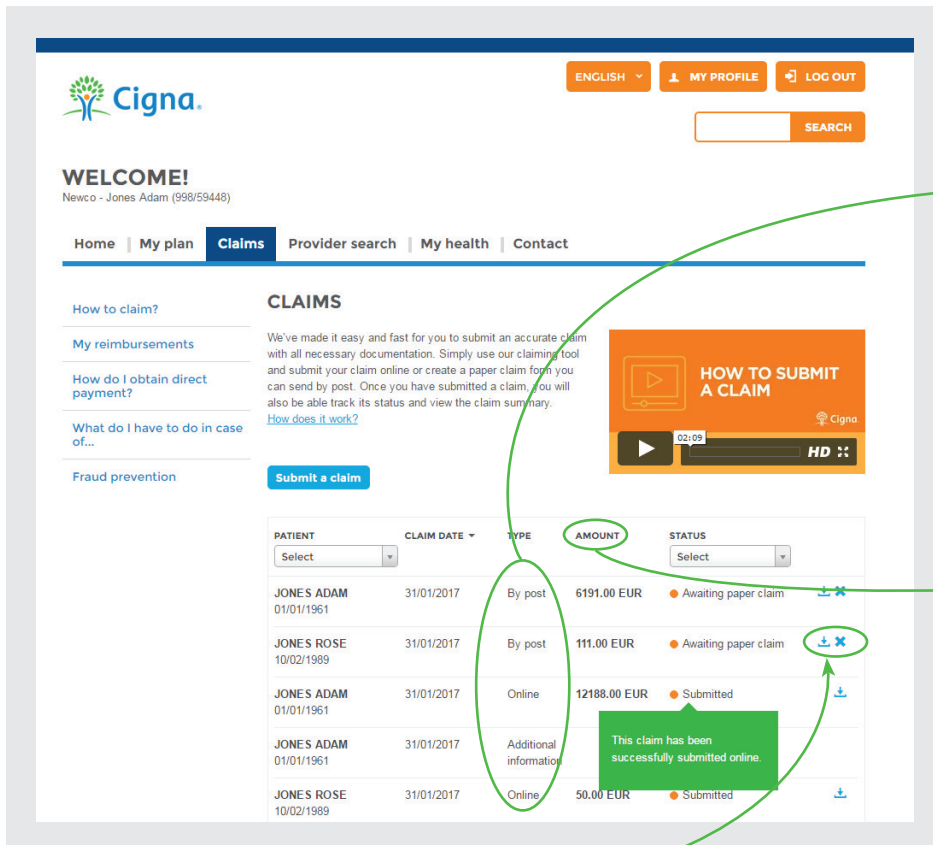 Cigna.
ENGLISH
MY PROFILE
LOG OUT
SEARCH
WELCOME!
Newco - Jones Adam (998/59448)
Home | My plan Claims Provider search | My health | Contact
How to claim?
My reimbursements
How do I obtain direct
payment?
What do I have to do in case
of...
Fraud prevention
CLAIMS
We've made it easy and fast for you to submit an accurate claim
with all necessary documentation. Simply use our claiming tool
and submit your claim online or create a paper claim form you
can send by post. Once you have submitted a claim, you will
also be able track its status and view the claim summary.
How does it work?
HOW TO SUBMIT
A CLAIM
Cigna
02:09
HD
Submit a claim
PATIENT CLAIM DATE TYPE AMOUNT STATUS
Select Select
JONES ADAM 31/01/2017 By post 6191.00 EUR Awaiting paper claim
01/01/1961
JONES ROSE 31/01/2017 By post 111.00 EUR Awaiting paper claim
10/02/1989
JONES ADAM 31/01/2017 Online 12188.00 EUR Submitted
01/01/1961
This claim has been
successfully submitted online.
JONES ADAM 31/01/2017 Additional
01/01/1961 information
JONES ROSE 31/01/2017 Online 50.00 EUR Submitted
10/02/1989